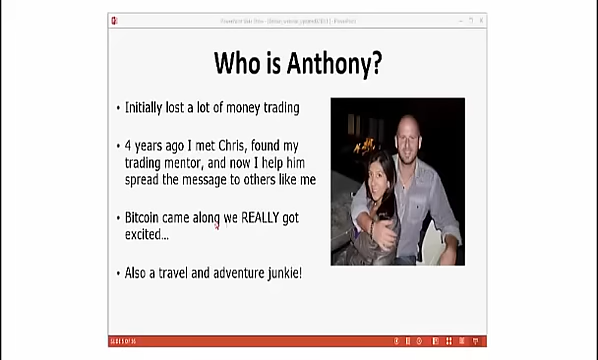 Who is Anthony?
• Initially lost a lot of money trading
• 4 years ago I met Chris, found my
trading mentor, and now I help him
spread the message to others like me
• Bitcoin came along we REALLY got
excited...
• Also a travel and adventure junkie!